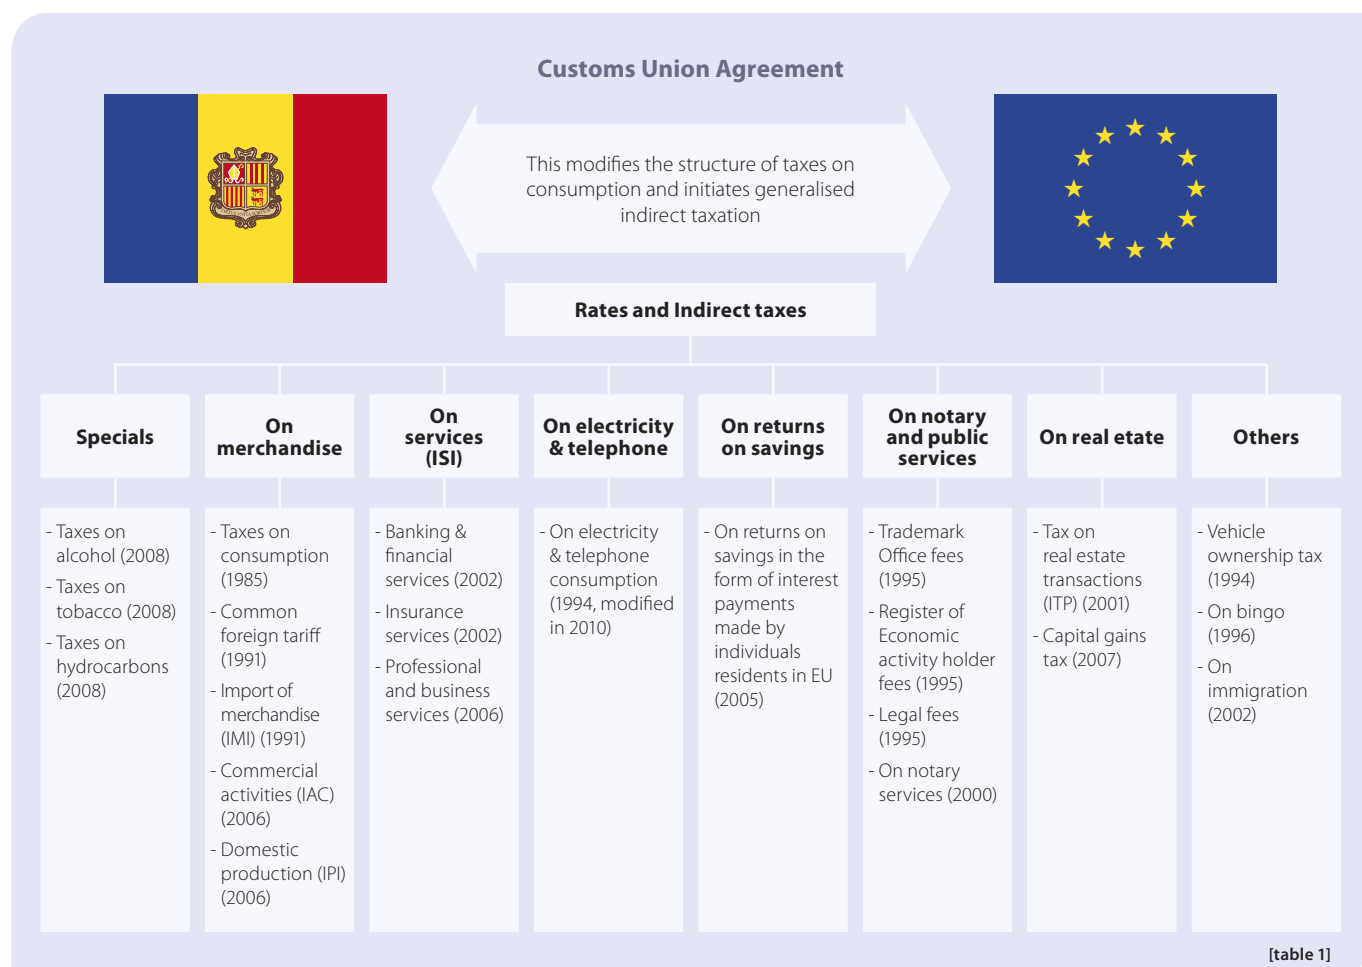 Customs Union Agreement
This modifies the structure of taxes on
consumption and initiates generalised
indirect taxation
Rates and Indirect taxes
Specials
- Taxes on
alcohol (2008)
- Taxes on
tobacco (2008)
- Taxes on
hydrocarbons
(2008)
On
merchandise
- Taxes on
consumption
(1985)
- Common
foreign tariff
(1991)
- Import of
merchandise
(IMI) (1991)
- Commercial
activities (IAC)
(2006)
- Domestic
production (IPI)
(2006)
On
services
(ISI)
- Banking &
financial
services (2002)
- Insurance
services (2002)
- Professional
and business
services (2006)
On electricity
& telephone
- On electricity
& telephone
consumption
(1994, modified
in 2010)
On returns
on savings
- On returns on
savings in the
form of interest
payments
made by
individuals
residents in EU
(2005)
On notary
and public
services
- Trademark
Office fees
(1995)
- Register of
Economic
activity holder
fees (1995)
- Legal fees
(1995)
- On notary
services (2000)
On real etate
- Tax on
real estate
transactions
(ITP) (2001)
- Capital gains
tax (2007)
Others
- Vehicle
ownership tax
(1994)
- On bingo
(1996)
- On
immigration
(2002)
[table 1]